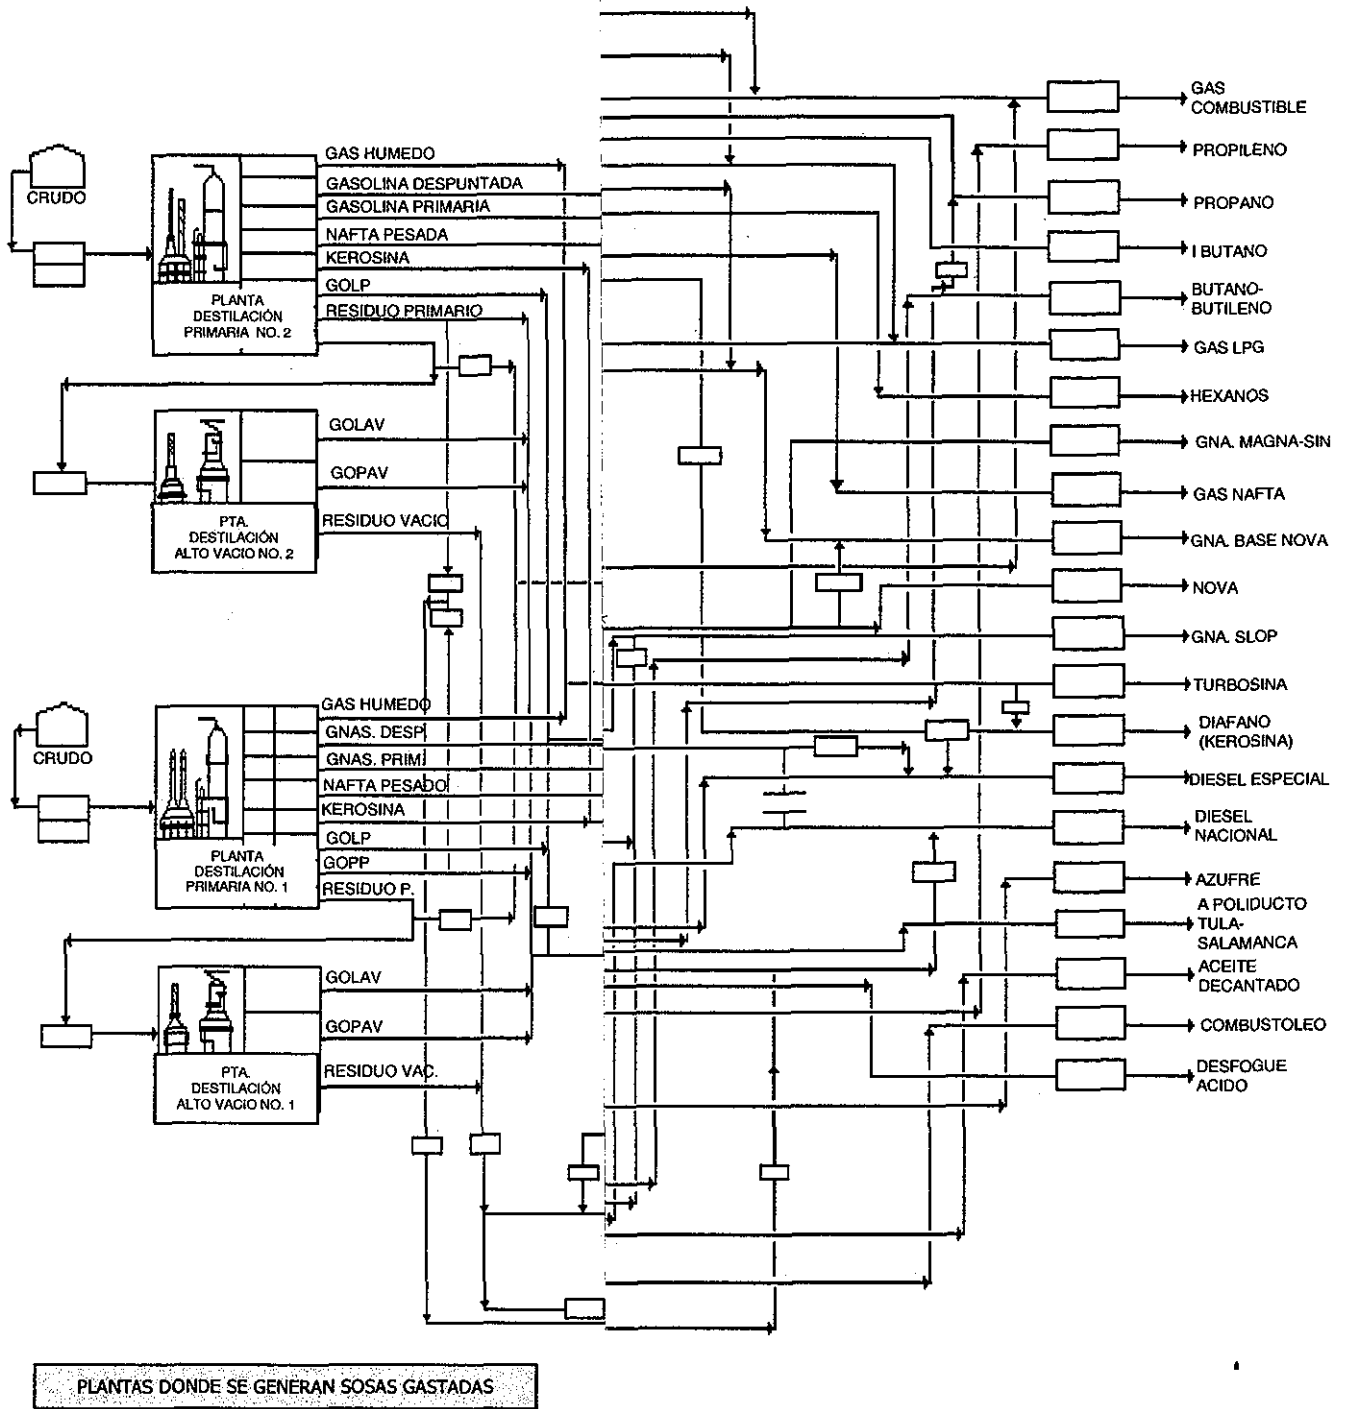 CRUDO
PLANTA
DESTILACIÓN
PRIMARIA NO. 2
GAS HUMEDO
GASOLINA DESPUNTADA
GASOLINA PRIMARIA
NAFTA PESADA
KEROSINA
GOLP
RESIDUO PRIMARIO
PTA.
DESTILACIÓN
ALTO VACIO NO. 2
GOLAV
GOPAV
RESIDUO VACIO
CRUDO
PLANTA
DESTILACIÓN
PRIMARIA NO. 1
GAS HUMEDO
GNAS. DESP.
GNAS. PRIM.
NAFTA PESADO
KEROSINA
GOLP
GOPP
RESIDUO P.
PTA.
DESTILACIÓN
ALTO VACIO NO. 1
GOLAV
GOPAV
RESIDUO VAC.
GAS
COMBUSTIBLE
PROPILENO
PROPANO
I BUTANO
BUTANO-
BUTILENO
GAS LPG
HEXANOS
GNA. MAGNA-SIN
GAS NAFTA
GNA. BASE NOVA
NOVA
GNA. SLOP
TURBOSINA
DIAFANO
(KEROSINA)
DIESEL ESPECIAL
DIESEL
NACIONAL
AZUFRE
A POLIDUCTO
TULA-
SALAMANCA
ACEITE
DECANTADO
COMBUSTOLEO
DESFOGUE
ACIDO
PLANTAS DONDE SE GENERAN SOSAS GASTADAS